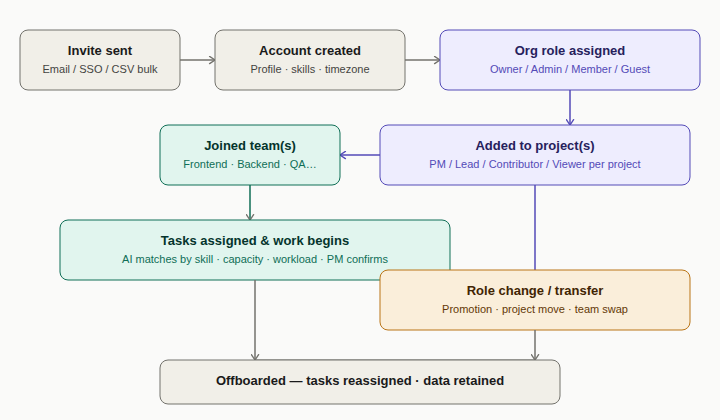 Invite sent
Email / SSO / CSV bulk
Account created
Profile · skills · timezone
Org role assigned
Owner / Admin / Member / Guest
Joined team(s)
Frontend · Backend · QA…
Added to project(s)
PM / Lead / Contributor / Viewer per project
Tasks assigned & work begins
AI matches by skill · capacity · workload · PM confirms
Role change / transfer
Promotion · project move · team swap
Offboarded — tasks reassigned · data retained